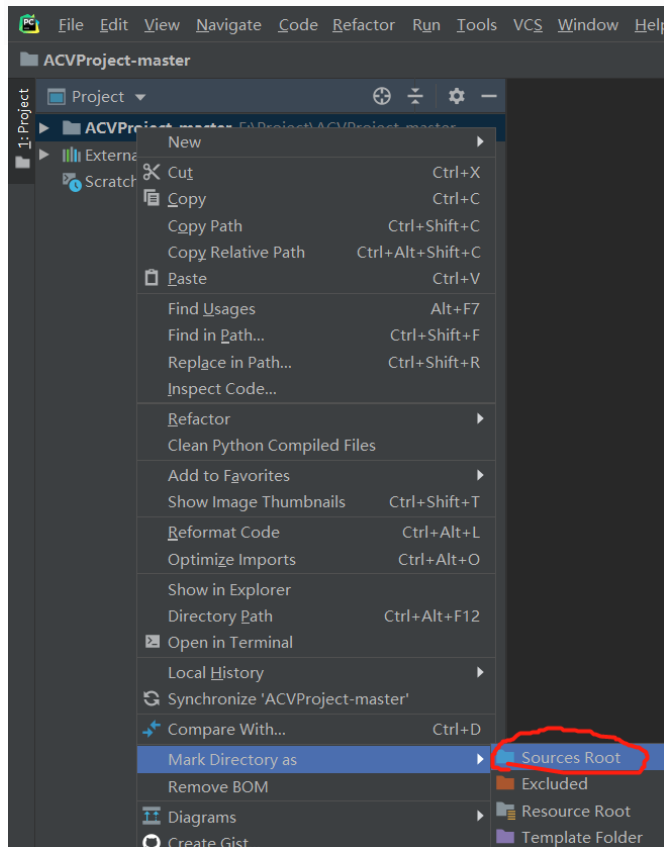 PC File Edit View Navigate Code Refactor Run Tools VCS Window Help
ACVProject-master
1: Project
Project
ACVProject-master F:\Project\ACVProject-master
Externa
Scratch
New
Cut Ctrl+X
Copy Ctrl+C
Copy Path Ctrl+Shift+C
Copy Relative Path Ctrl+Alt+Shift+C
Paste Ctrl+V
Find Usages Alt+F7
Find in Path... Ctrl+Shift+F
Replace in Path... Ctrl+Shift+R
Inspect Code...
Refactor
Clean Python Compiled Files
Add to Favorites
Show Image Thumbnails Ctrl+Shift+T
Reformat Code Ctrl+Alt+L
Optimize Imports Ctrl+Alt+O
Show in Explorer
Directory Path Ctrl+Alt+F12
Open in Terminal
Local History
Synchronize 'ACVProject-master'
Compare With... Ctrl+D
Mark Directory as
Sources Root
Remove BOM
Excluded
Diagrams
Resource Root
Create Gist
Template Folder